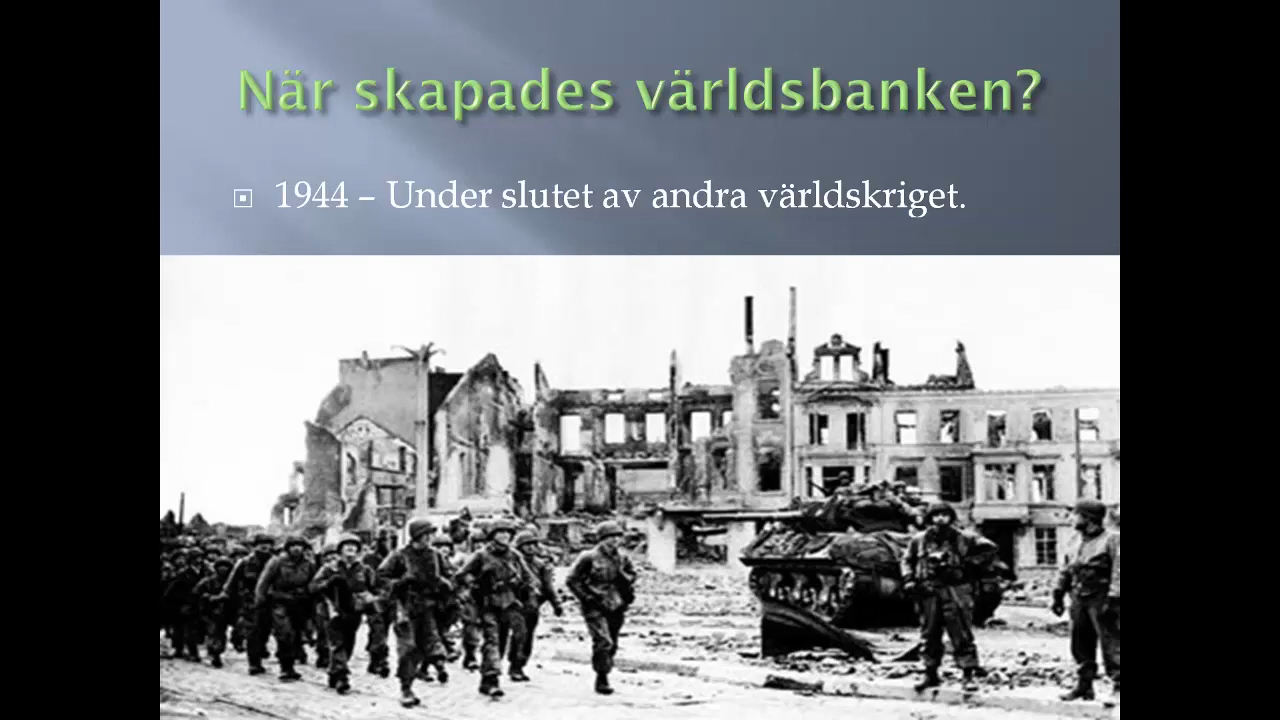 När skapades världsbanken?
1944 – Under slutet av andra världskriget.